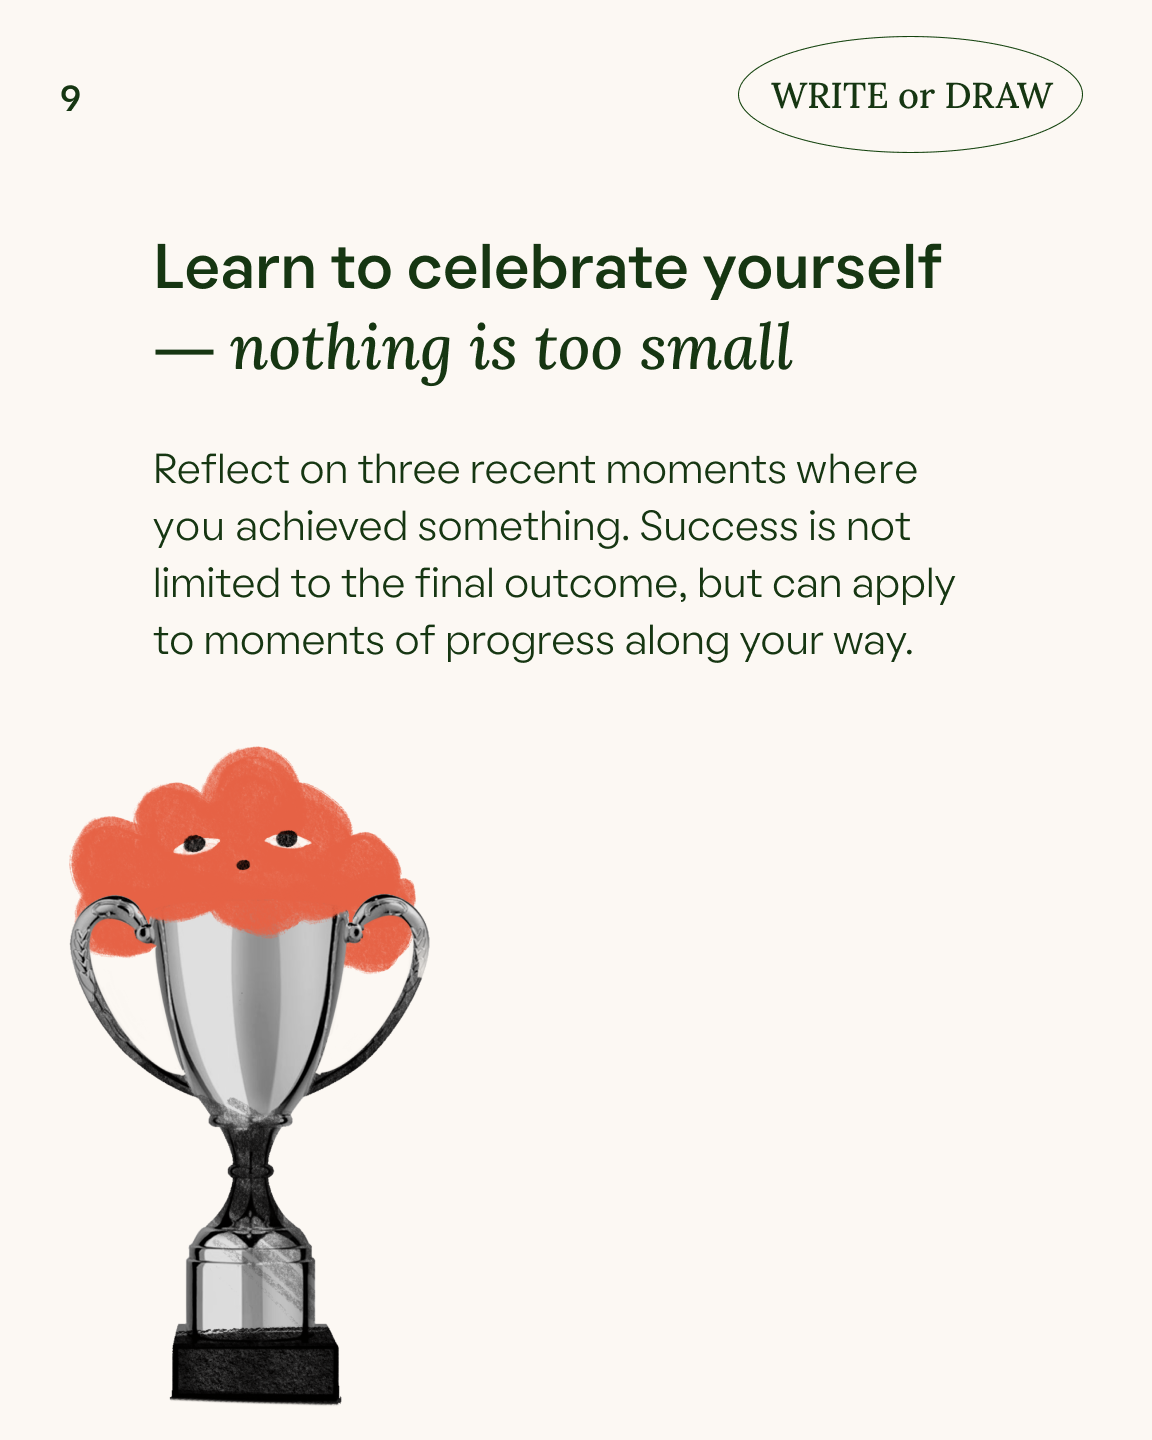 9
WRITE or DRAW
Learn to celebrate yourself
— nothing is too small
Reflect on three recent moments where
you achieved something. Success is not
limited to the final outcome, but can apply
to moments of progress along your way.